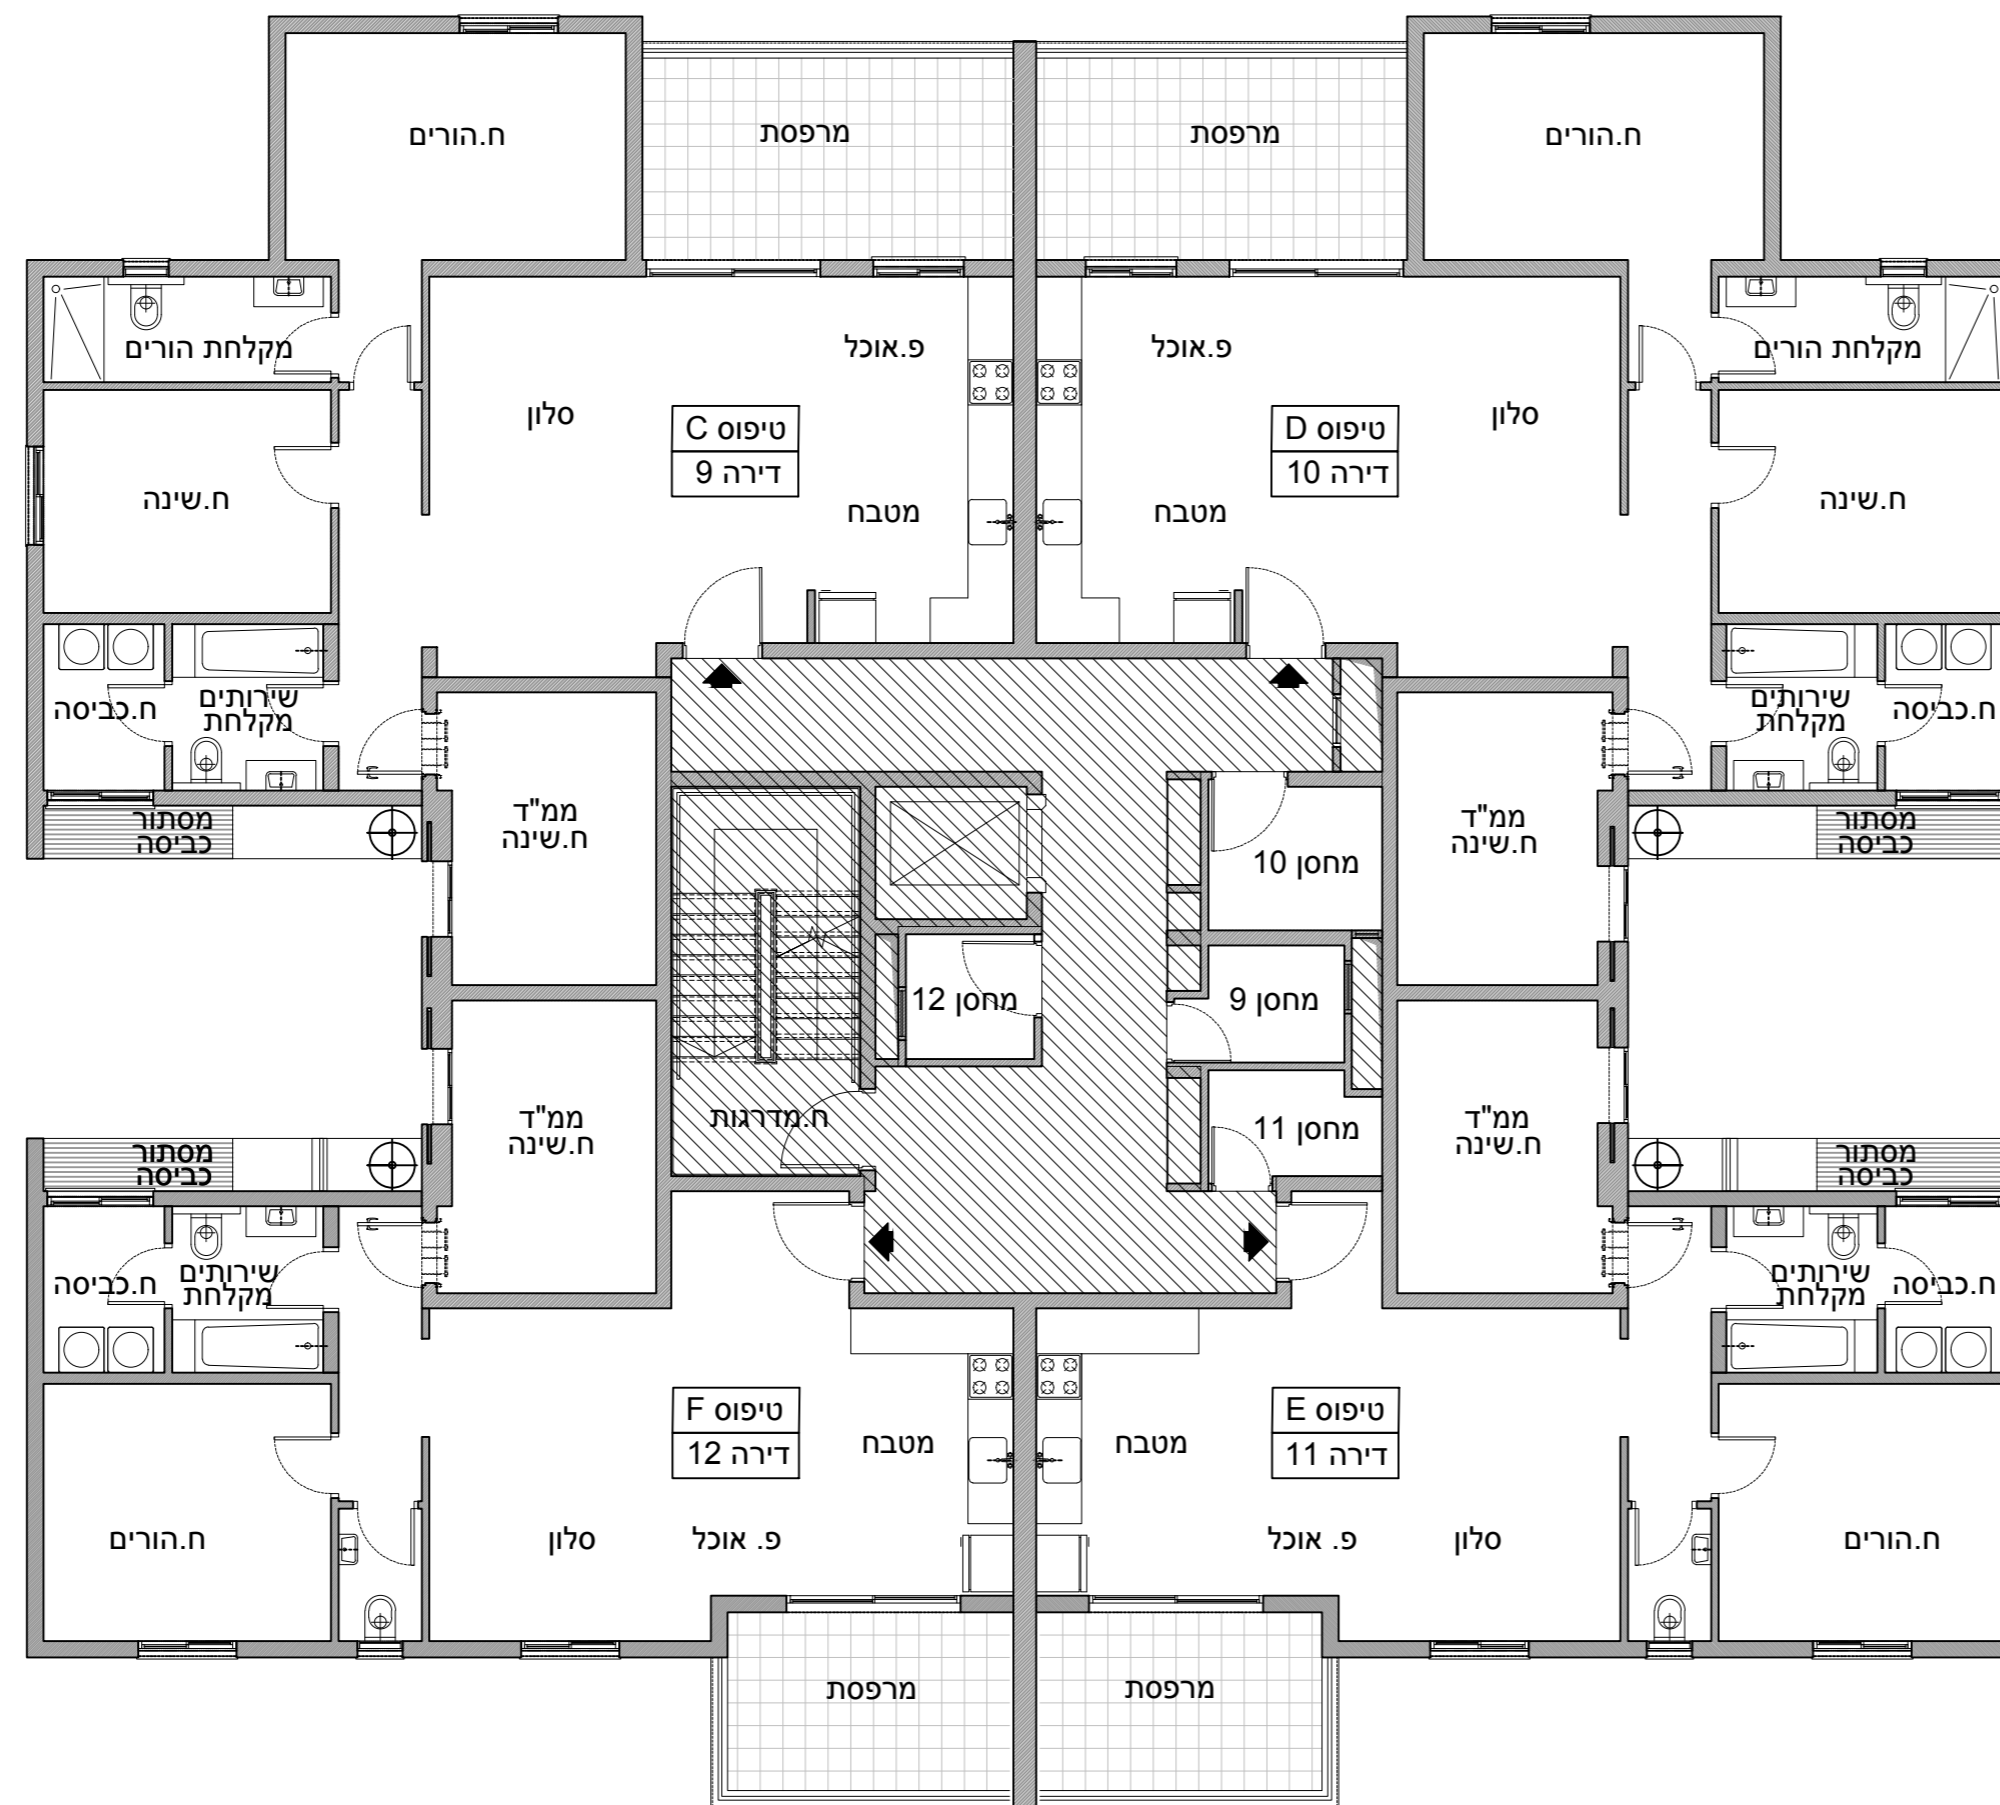 ח.הורים
מרפסת
מרפסת
ח.הורים
מקלחת הורים
פ.אוכל
פ.אוכל
מקלחת הורים
סלון
טיפוס C
דירה 9
טיפוס D
דירה 10
סלון
ח.שינה
מטבח
מטבח
ח.שינה
ח.כביסה
שירותים
מקלחת
שירותים
מקלחת
ח.כביסה
מסתור
כביסה
ממ"ד
ח.שינה
ממ"ד
ח.שינה
מסתור
כביסה
מחסן 10
מחסן 12
מחסן 9
ממ"ד
ח.שינה
ח.מדרגות
מחסן 11
ממ"ד
ח.שינה
מסתור
כביסה
מסתור
כביסה
ח.כביסה
שירותים
מקלחת
שירותים
מקלחת
ח.כביסה
טיפוס F
דירה 12
מטבח
מטבח
טיפוס E
דירה 11
ח.הורים
סלון
פ. אוכל
פ. אוכל
סלון
ח.הורים
מרפסת
מרפסת